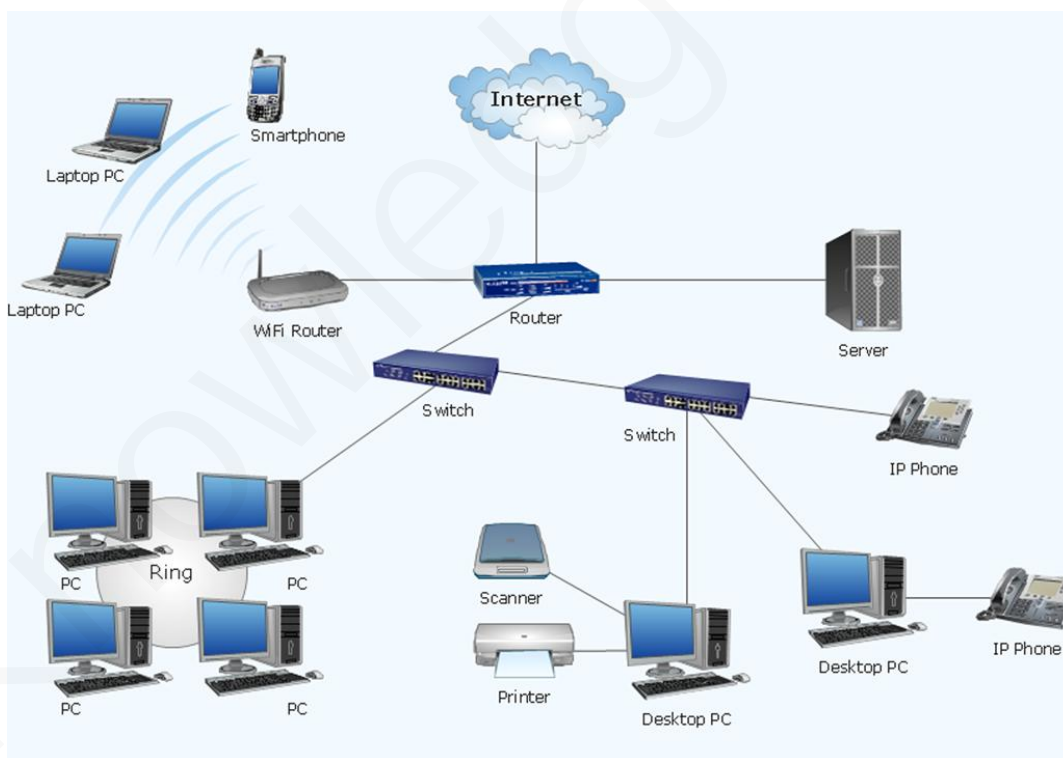 Internet
Smartphone
Laptop PC
Laptop PC
WiFi Router
Router
Server
Switch
Switch
IP Phone
Ring
PC
PC
PC
PC
Scanner
Printer
Desktop PC
Desktop PC
IP Phone